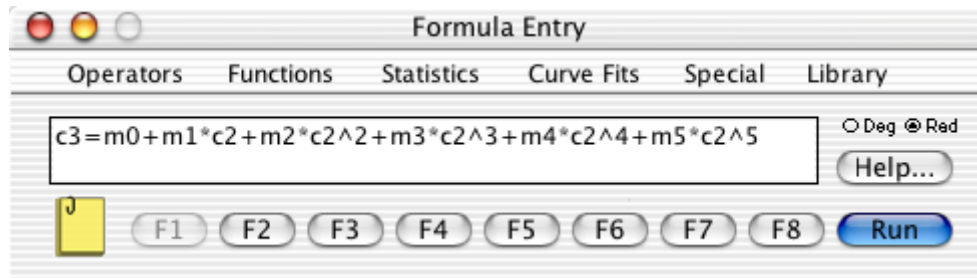 Formula Entry
Operators Functions Statistics Curve Fits Special Library
c3=m0+m1*c2+m2*c2^2+m3*c2^3+m4*c2^4+m5*c2^5
Deg Rad
Help...
F1 F2 F3 F4 F5 F6 F7 F8 Run